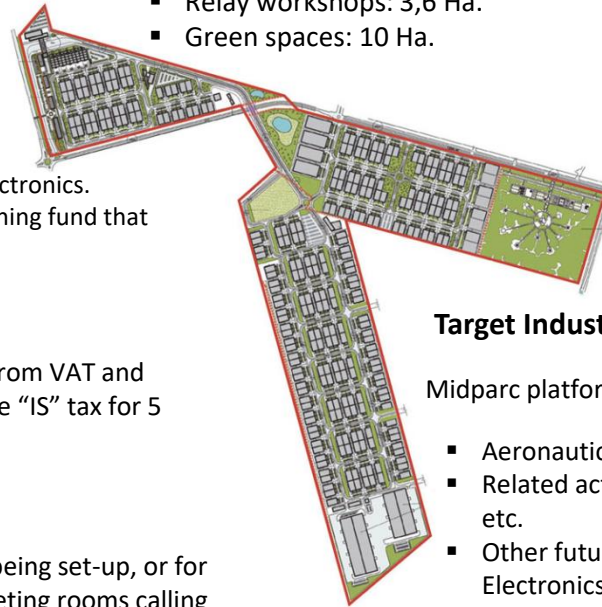 ▪ Relay workshops: 3,6 Ha.
▪ Green spaces: 10 Ha.
ctronics.
ning fund that
rom VAT and
e “IS” tax for 5
being set-up, or for
eting rooms calling
Target Indust
Midparc platfor
▪ Aeronautic
▪ Related act
etc.
▪ Other futu
Electronics